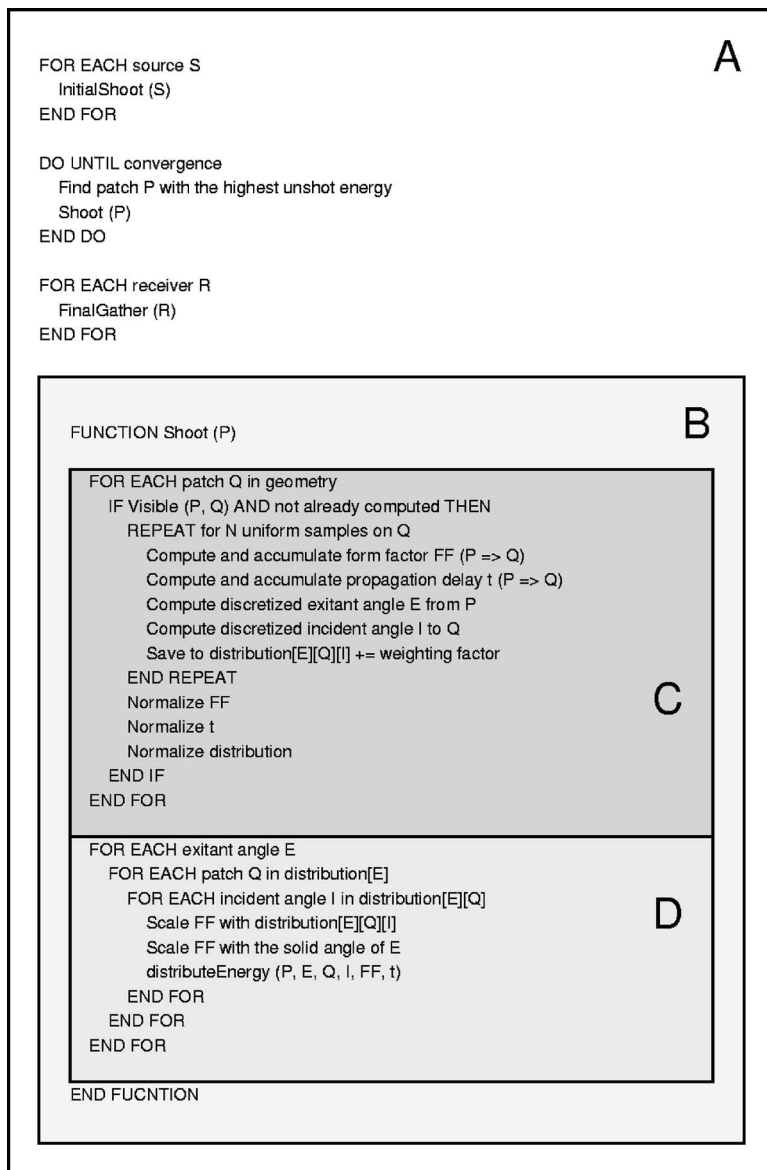 A
FOR EACH source S
InitialShoot (S)
END FOR
DO UNTIL convergence
Find patch P with the highest unshot energy
Shoot (P)
END DO
FOR EACH receiver R
FinalGather (R)
END FOR
B
FUNCTION Shoot (P)
FOR EACH patch Q in geometry
IF Visible (P, Q) AND not already computed THEN
REPEAT for N uniform samples on Q
Compute and accumulate form factor FF (P => Q)
Compute and accumulate propagation delay t (P => Q)
Compute discretized exitant angle E from P
Compute discretized incident angle I to Q
Save to distribution[E][Q][I] += weighting factor
END REPEAT
Normalize FF
C
Normalize t
Normalize distribution
END IF
END FOR
FOR EACH exitant angle E
FOR EACH patch Q in distribution[E]
FOR EACH incident angle I in distribution[E][Q]
D
Scale FF with distribution[E][Q][I]
Scale FF with the solid angle of E
distributeEnergy (P, E, Q, I, FF, t)
END FOR
END FOR
END FOR
END FUCNTION